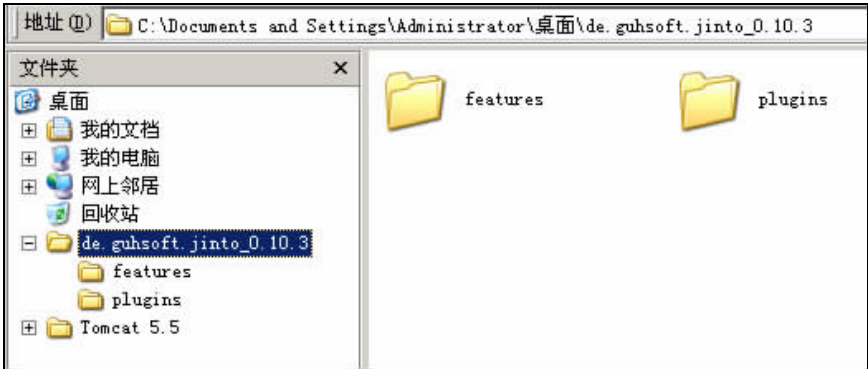 地址(D) C:\Documents and Settings\Administrator\桌面\de.guhsoft.jinto_0.10.3
文件夹 ×
features plugins
桌面
我的文档
我的电脑
网上邻居
回收站
de.guhsoft.jinto_0.10.3
features
plugins
Tomcat 5.5